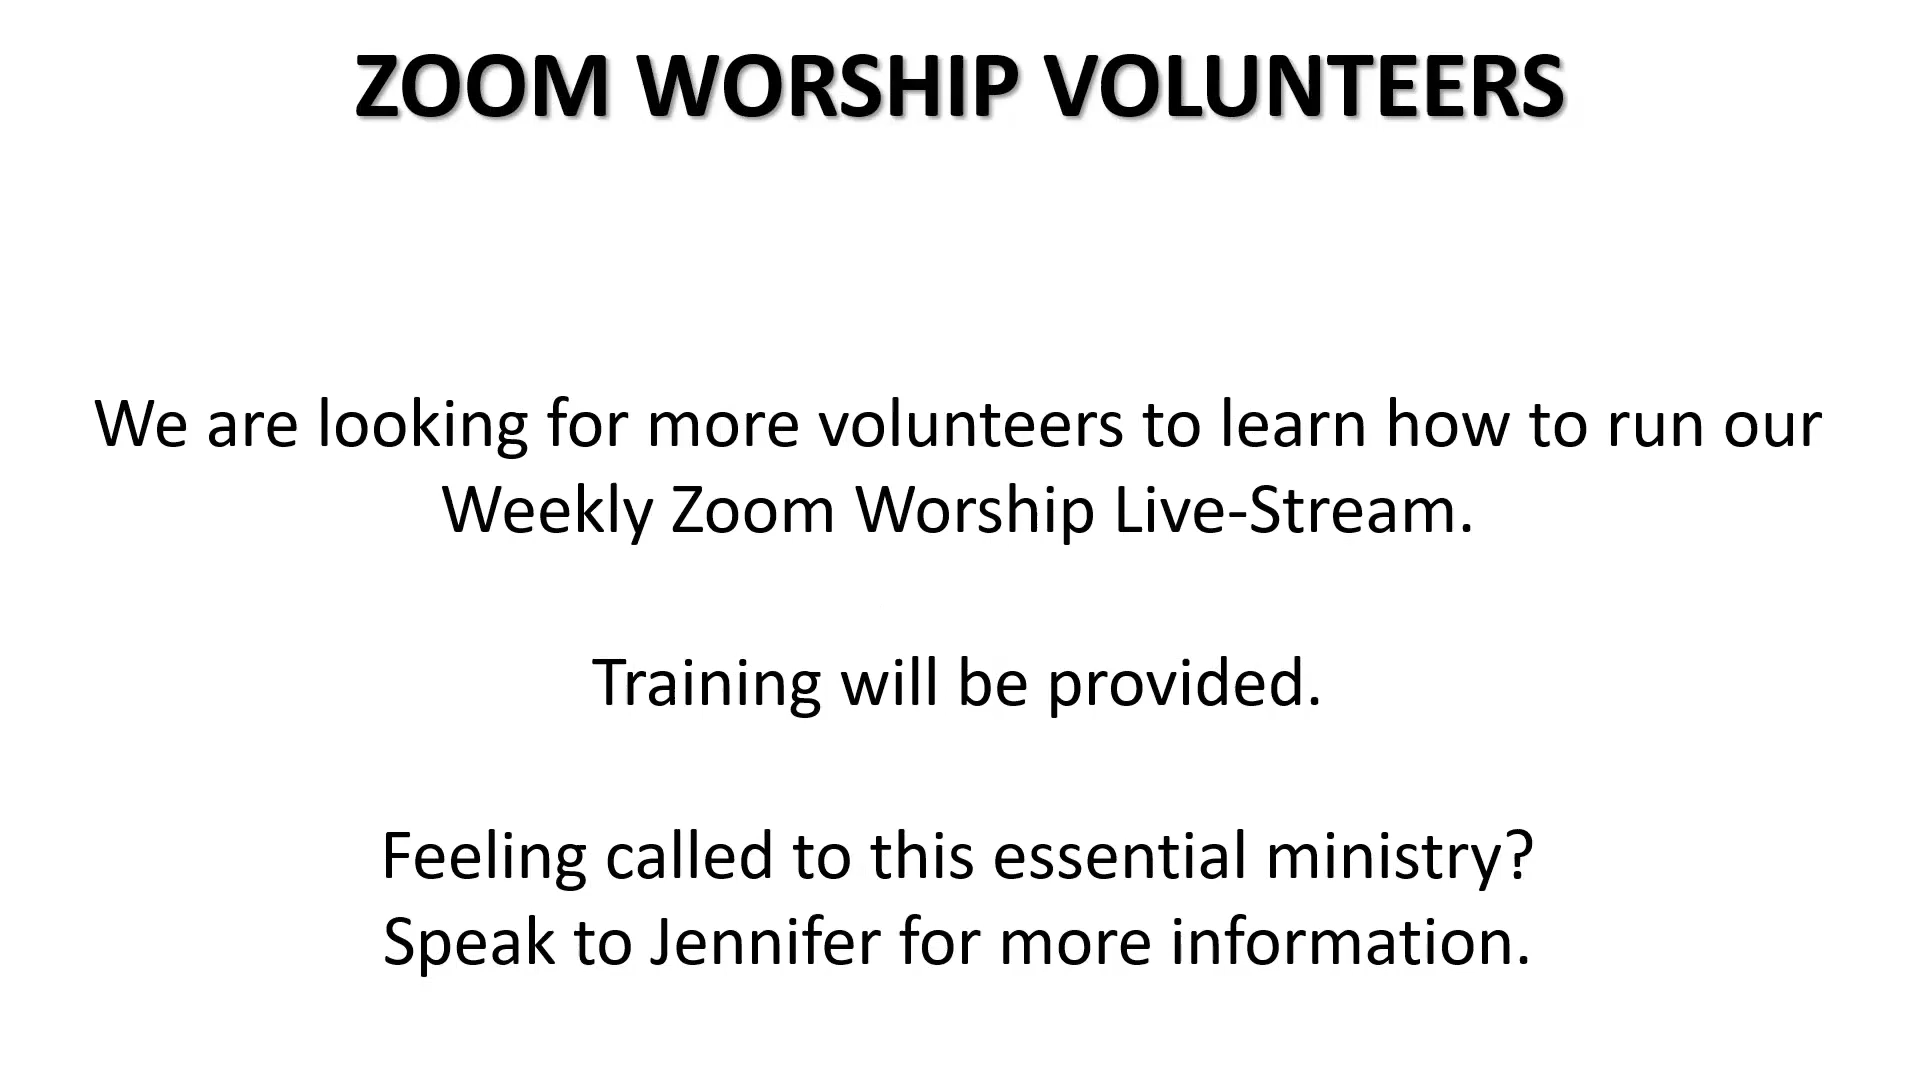 ZOOM WORSHIP VOLUNTEERS
We are looking for more volunteers to learn how to run our
Weekly Zoom Worship Live-Stream.
Training will be provided.
Feeling called to this essential ministry?
Speak to Jennifer for more information.